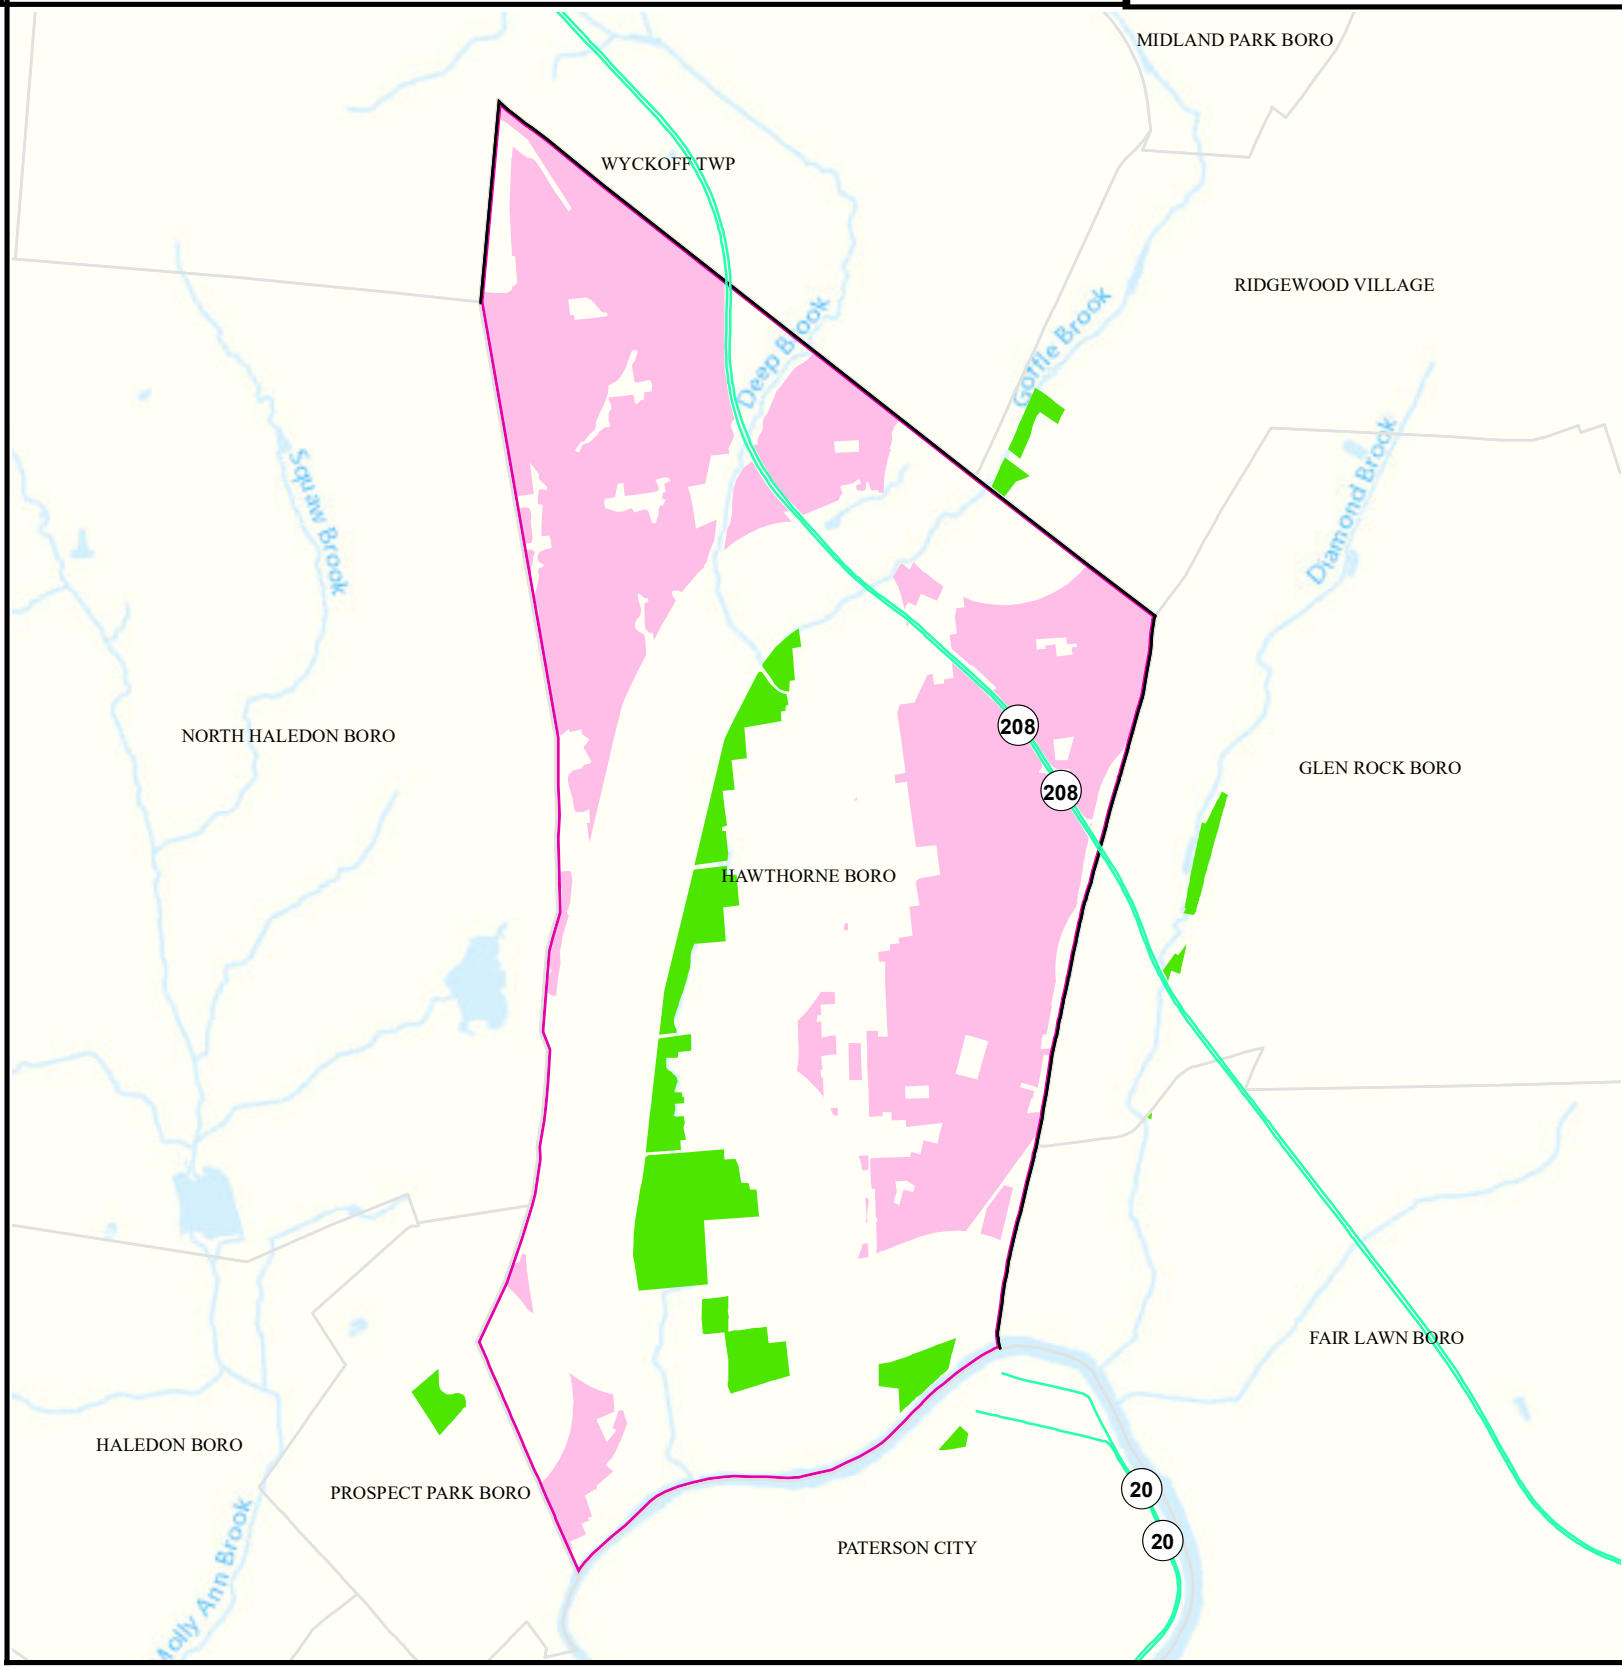 MIDLAND PARK BORO
WYCKOFF TWP
RIDGEWOOD VILLAGE
Deep Brook
Goffle Brook
Diamond Brook
Squaw Brook
208
NORTH HALEDON BORO
GLEN ROCK BORO
208
HAWTHORNE BORO
FAIR LAWN BORO
HALEDON BORO
PROSPECT PARK BORO
20
20
PATERSON CITY
Molly Ann Brook